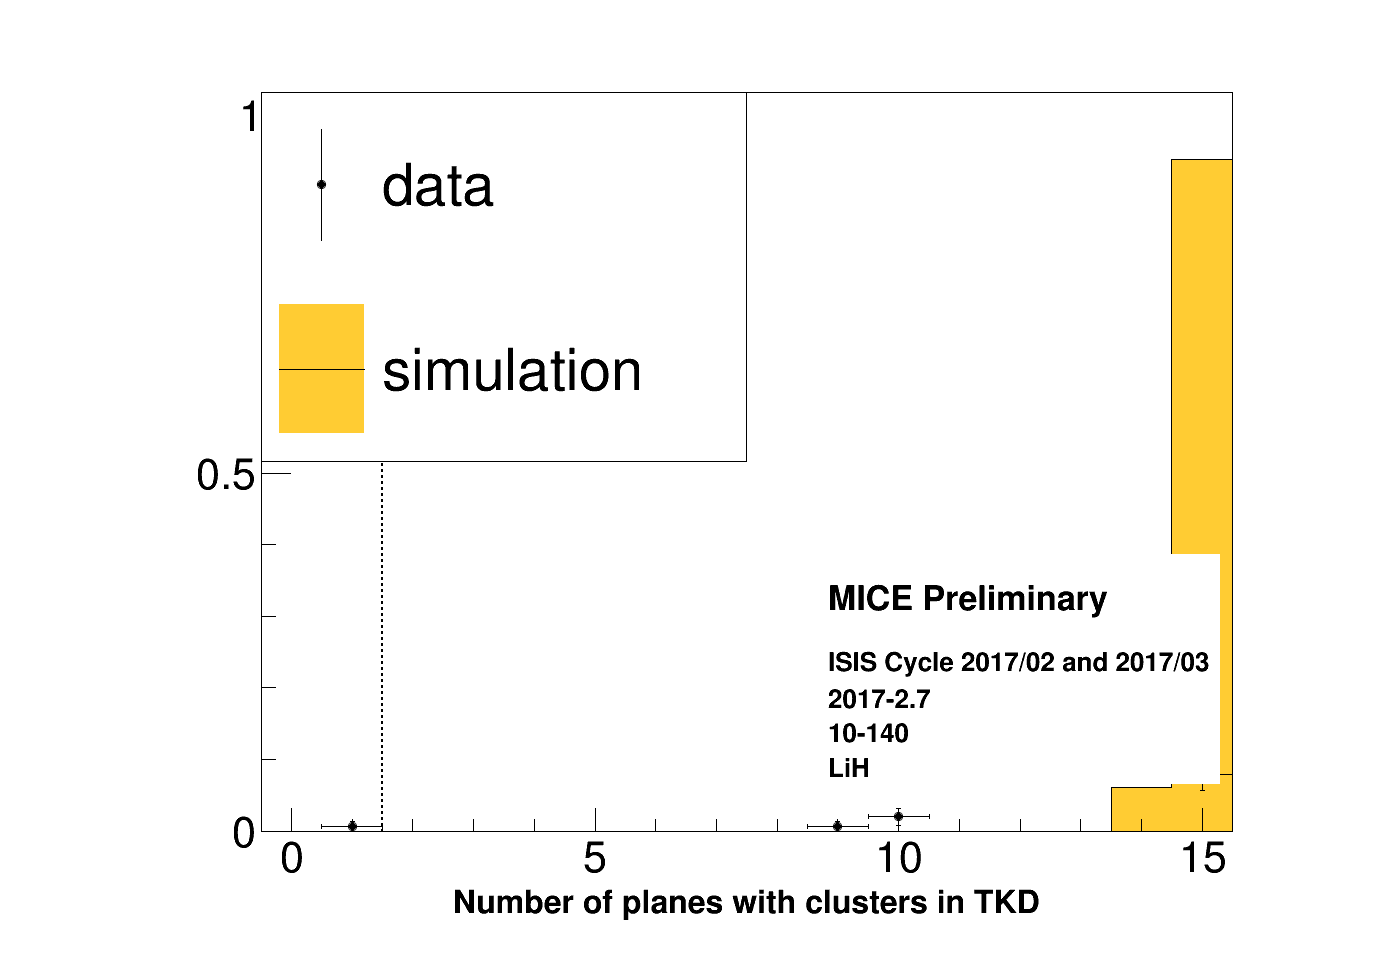 1
data
simulation
0.5
MICE Preliminary
ISIS Cycle 2017/02 and 2017/03
2017-2.7
10-140
LiH
0
0 5 10 15
Number of planes with clusters in TKD